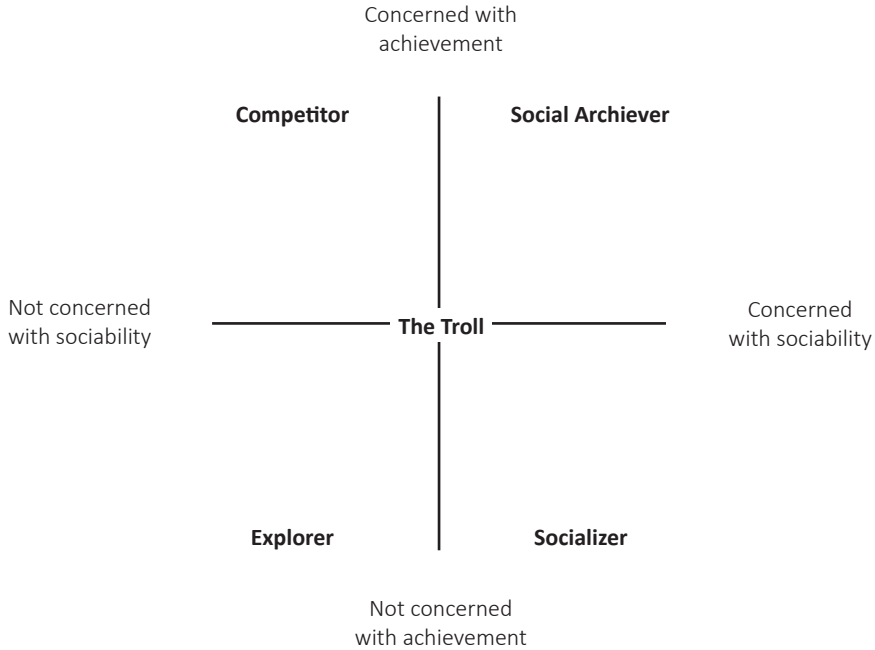 Concerned with
achievement
Competitor
Social Archiever
Not concerned
with sociability
The Troll
Concerned
with sociability
Explorer
Socializer
Not concerned
with achievement